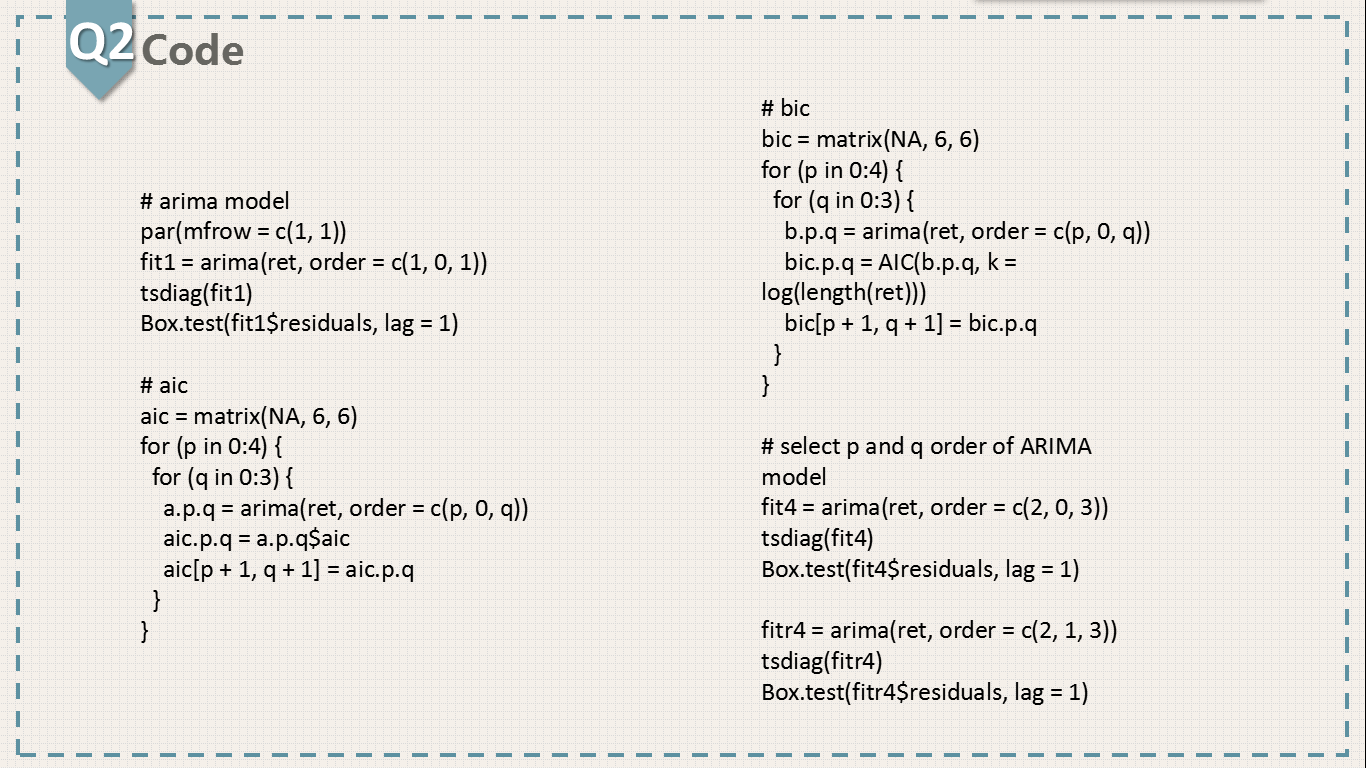 Q2 Code
# arima model
par(mfrow = c(1, 1))
fit1 = arima(ret, order = c(1, 0, 1))
tsdiag(fit1)
Box.test(fit1$residuals, lag = 1)
# aic
aic = matrix(NA, 6, 6)
for (p in 0:4) {
for (q in 0:3) {
a.p.q = arima(ret, order = c(p, 0, q))
aic.p.q = a.p.q$aic
aic[p + 1, q + 1] = aic.p.q
}
}
# bic
bic = matrix(NA, 6, 6)
for (p in 0:4) {
for (q in 0:3) {
b.p.q = arima(ret, order = c(p, 0, q))
bic.p.q = AIC(b.p.q, k =
log(length(ret)))
bic[p + 1, q + 1] = bic.p.q
}
}
# select p and q order of ARIMA
model
fit4 = arima(ret, order = c(2, 0, 3))
tsdiag(fit4)
Box.test(fit4$residuals, lag = 1)
fitr4 = arima(ret, order = c(2, 1, 3))
tsdiag(fitr4)
Box.test(fitr4$residuals, lag = 1)